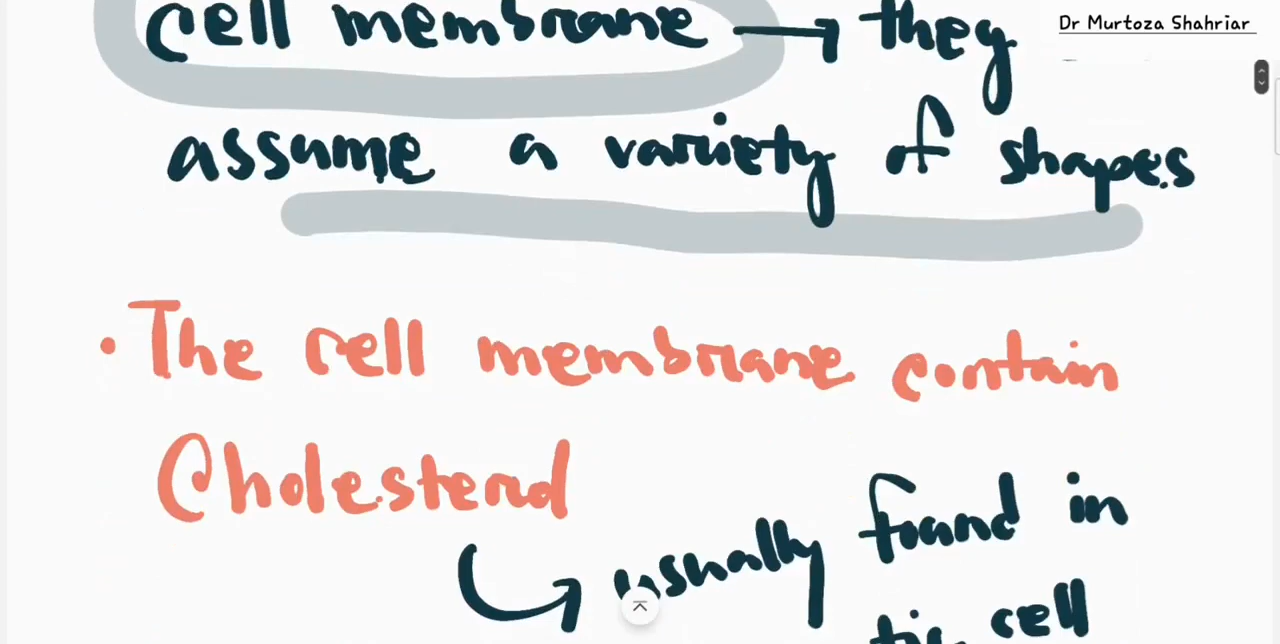 Dr Murtoza Shahriar
cell membrane → they
assume a variety of shapes
• The cell membrane contain
Cholesterol
usually found in
tic cell